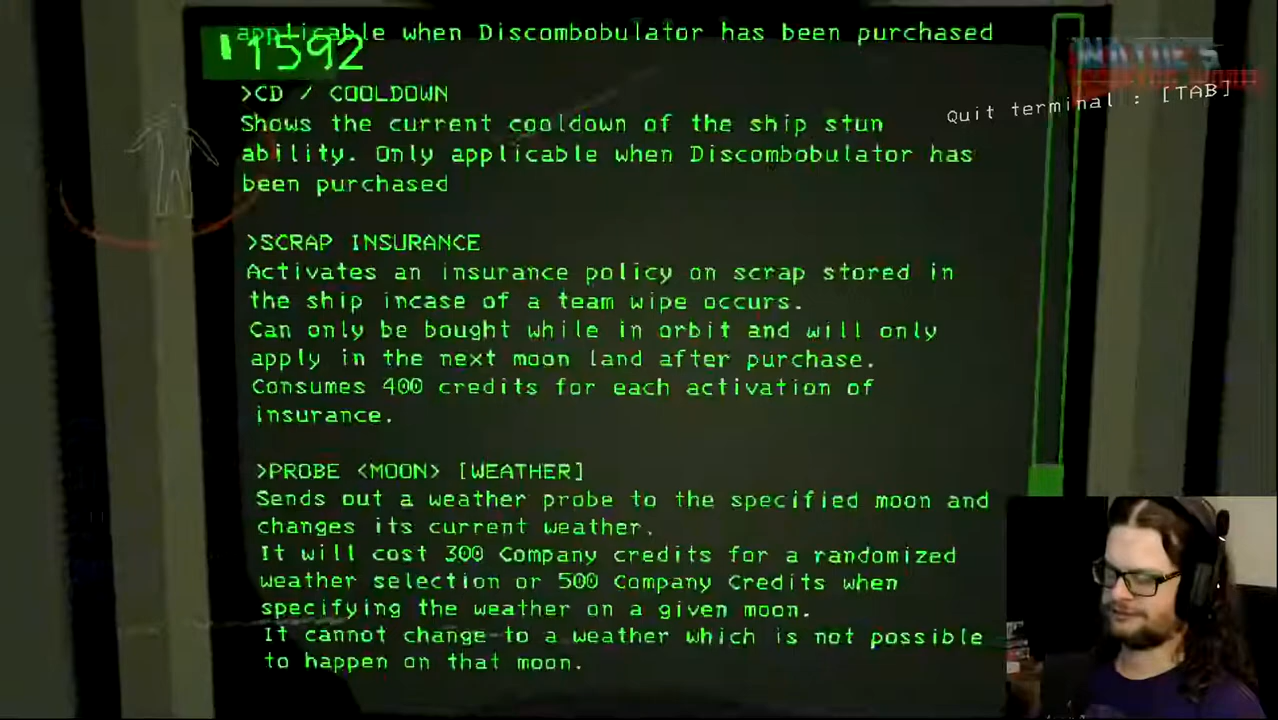 applicable when Discombobulator has been purchased
1592
>CD / COOLDOWN
Quit terminal : [TAB]
Shows the current cooldown of the ship stun
ability. Only applicable when Discombobulator has
been purchased
>SCRAP INSURANCE
Activates an insurance policy on scrap stored in
the ship incase of a team wipe occurs.
Can only be bought while in orbit and will only
apply in the next moon land after purchase.
Consumes 400 credits for each activation of
insurance.
>PROBE <MOON> [WEATHER]
Sends out a weather probe to the specified moon and
changes its current weather.
It will cost 300 Company credits for a randomized
weather selection or 500 Company Credits when
specifying the weather on a given moon.
It cannot change to a weather which is not possible
to happen on that moon.